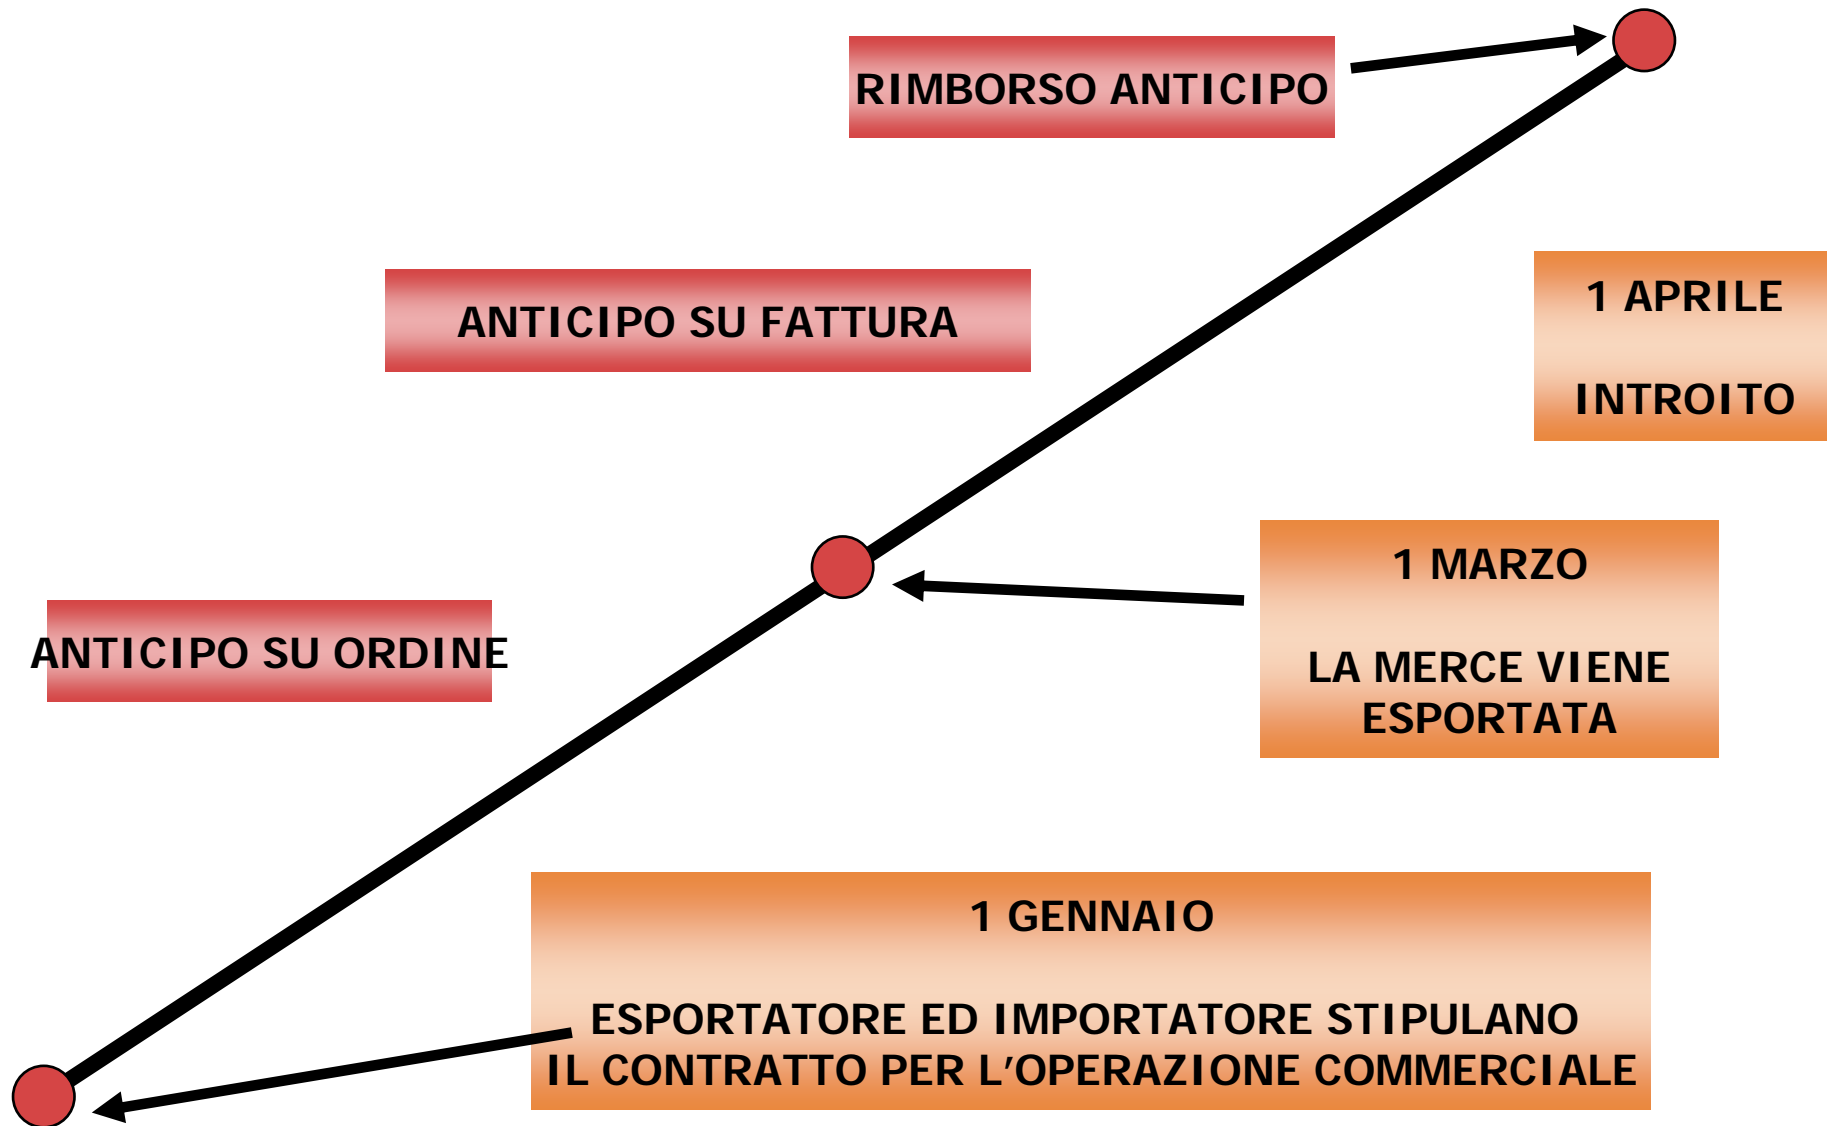 RIMBORSO ANTICIPO
ANTICIPO SU FATTURA
1 APRILE
INTROITO
1 MARZO
LA MERCE VIENE
ESPORTATA
ANTICIPO SU ORDINE
1 GENNAIO
ESPORTATORE ED IMPORTATORE STIPULANO
IL CONTRATTO PER L’OPERAZIONE COMMERCIALE